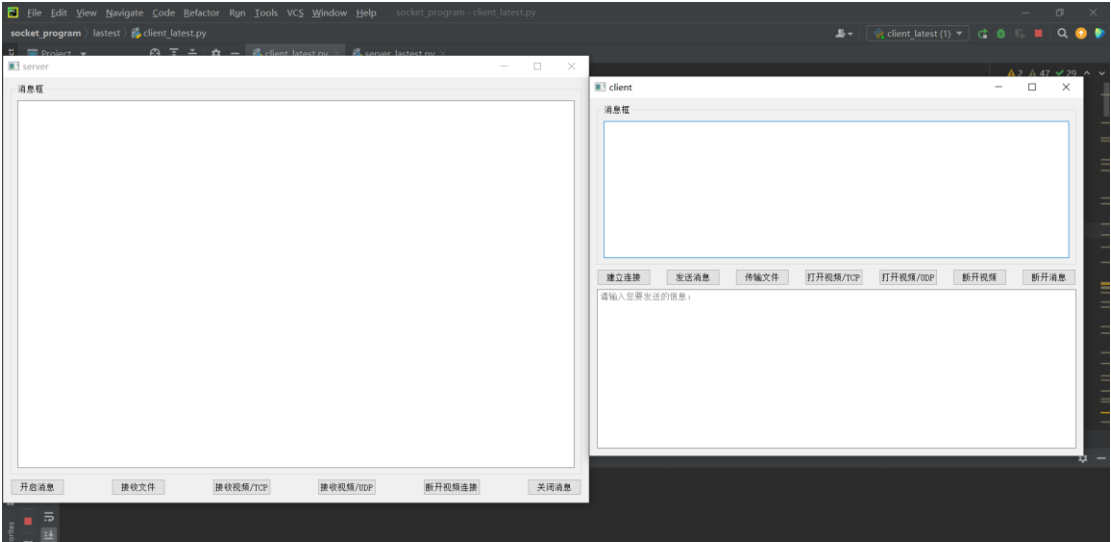 File Edit View Navigate Code Refactor Run Tools VCS Window Help socket_program - client_latest.py
socket_program lastest client_latest.py client_latest (1)
Project client_latest.py server_lastest.py
2 47 29
server
消息框
开启消息 接收文件 接收视频/TCP 接收视频/UDP 断开视频连接 关闭消息
client
消息框
建立连接 发送消息 传输文件 打开视频/TCP 打开视频/UDP 断开视频 断开消息
请输入您要发送的信息: